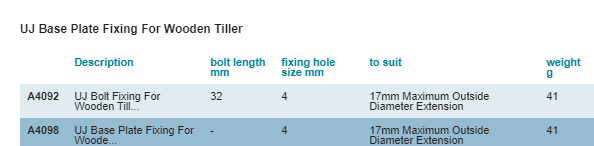 UJ Base Plate Fixing For Wooden Tiller
Description bolt length fixing hole to suit weight
mm size mm g
A4092 UJ Bolt Fixing For 32 4 17mm Maximum Outside 41
Wooden Till... Diameter Extension
A4098 UJ Base Plate Fixing For - 4 17mm Maximum Outside 41
Woode... Diameter Extension